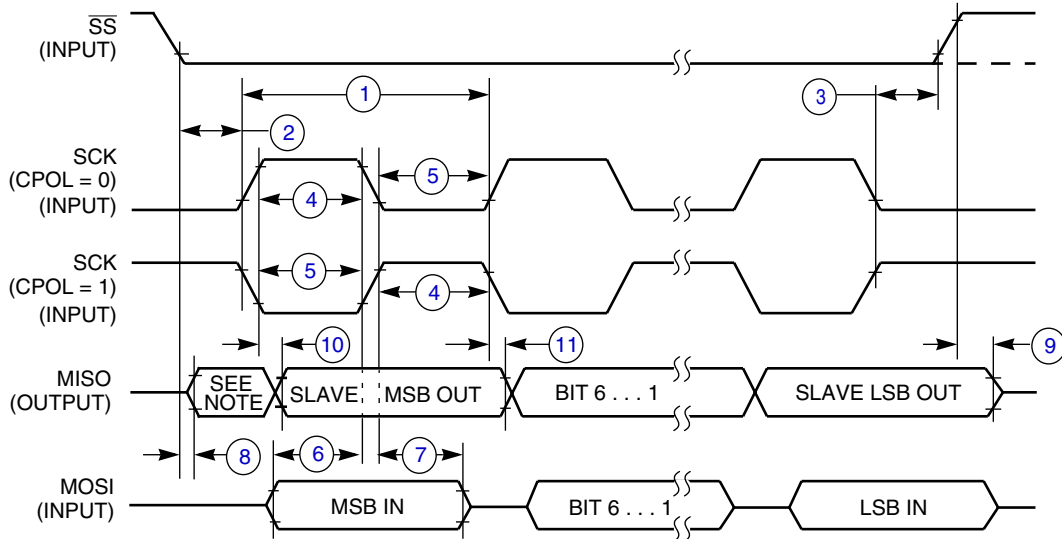 SS
(INPUT)
1
3
2
SCK
(CPOL = 0)
(INPUT)
5
4
SCK
(CPOL = 1)
(INPUT)
5
4
10
11
9
MISO
(OUTPUT)
SEE
NOTE
SLAVE
MSB OUT
BIT 6 . . . 1
SLAVE LSB OUT
8
6
7
MOSI
(INPUT)
MSB IN
BIT 6 . . . 1
LSB IN